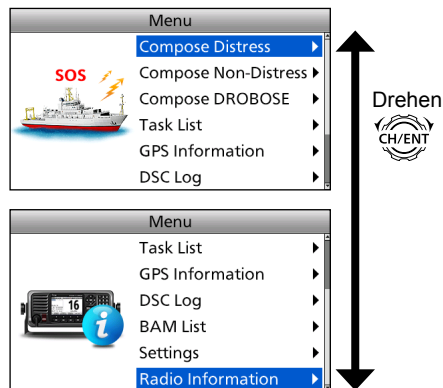 Menu
Compose Distress
SOS
Compose Non-Distress
Compose DROBOSE
Task List
GPS Information
DSC Log
Drehen
CH/ENT
Menu
Task List
GPS Information
DSC Log
16
BAM List
Settings
Radio Information